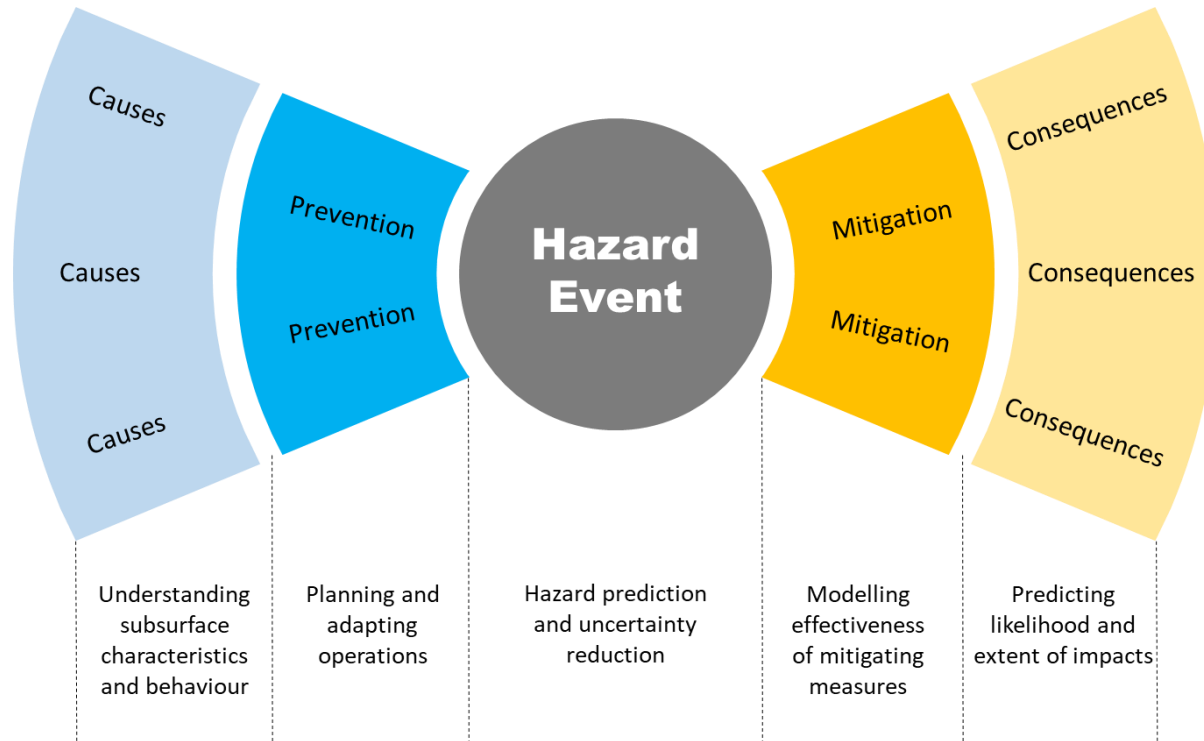 Causes
Causes
Causes
Prevention
Prevention
Hazard
Event
Mitigation
Mitigation
Consequences
Consequences
Consequences
Understanding
subsurface
characteristics
and behaviour
Planning and
adapting
operations
Hazard prediction
and uncertainty
reduction
Modelling
effectiveness
of mitigating
measures
Predicting
likelihood and
extent of impacts